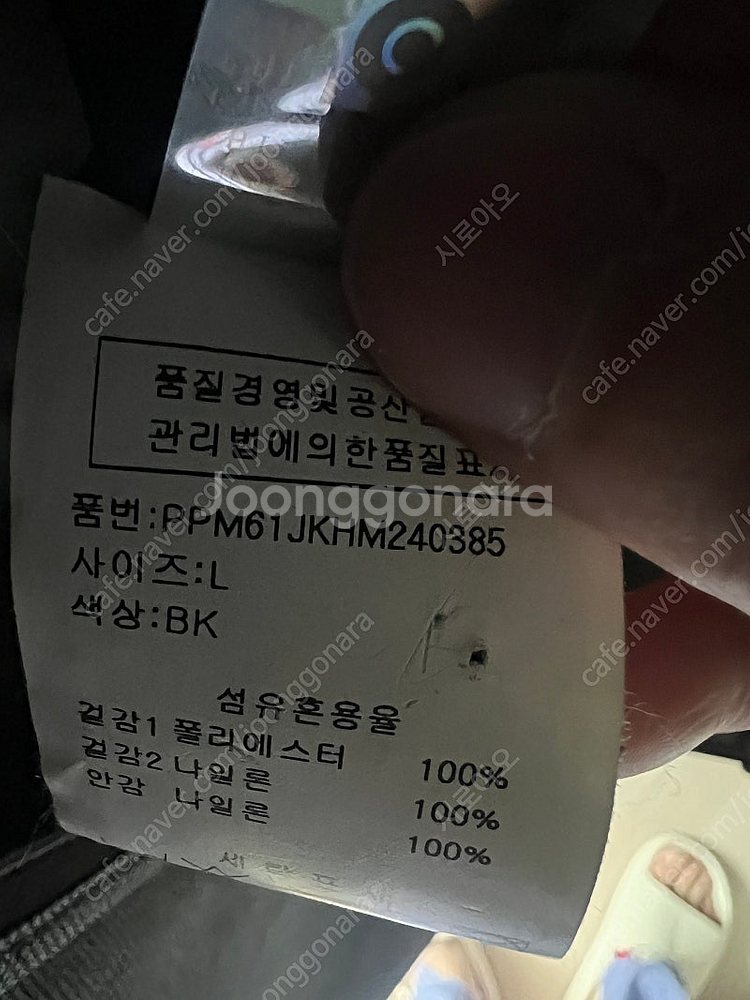 품질경영및공산
관리법에의한품질표
품번:PPM61JKHM240385
사이즈:L
색상:BK
섬유혼용율
겉감1 폴리에스터 100%
겉감2 나일론 100%
안감 나일론 100%
Joonggonara
시로아오
cafe.naver.com/joonggonara